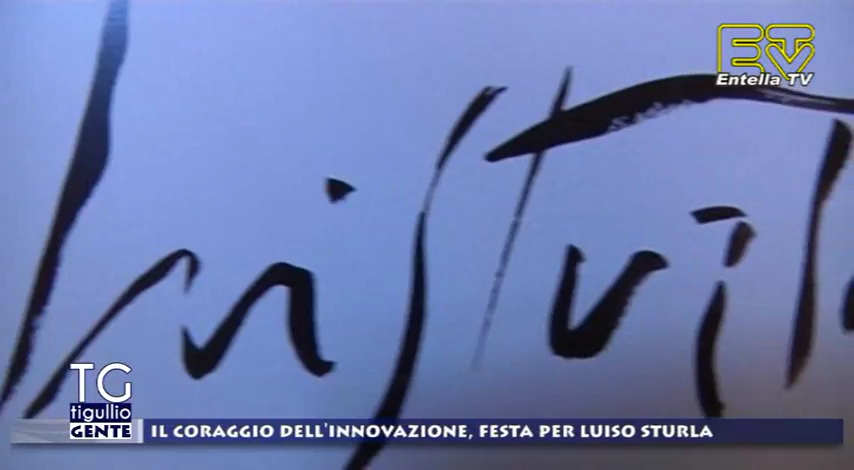 ETV
Entella TV
TG
tigullio
GENTE
IL CORAGGIO DELL'INNOVAZIONE, FESTA PER LUISO STURLA